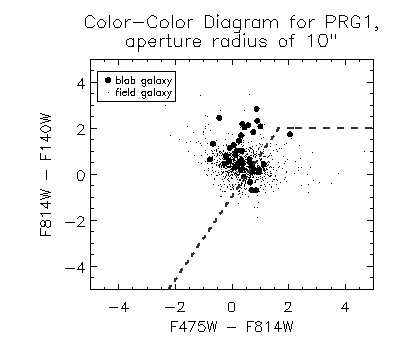 Color-Color Diagram for PRG1,
aperture radius of 10"
blob galaxy
field galaxy
4
2
0
-2
-4
F814W - F140W
-4 -2 0 2 4
F475W - F814W